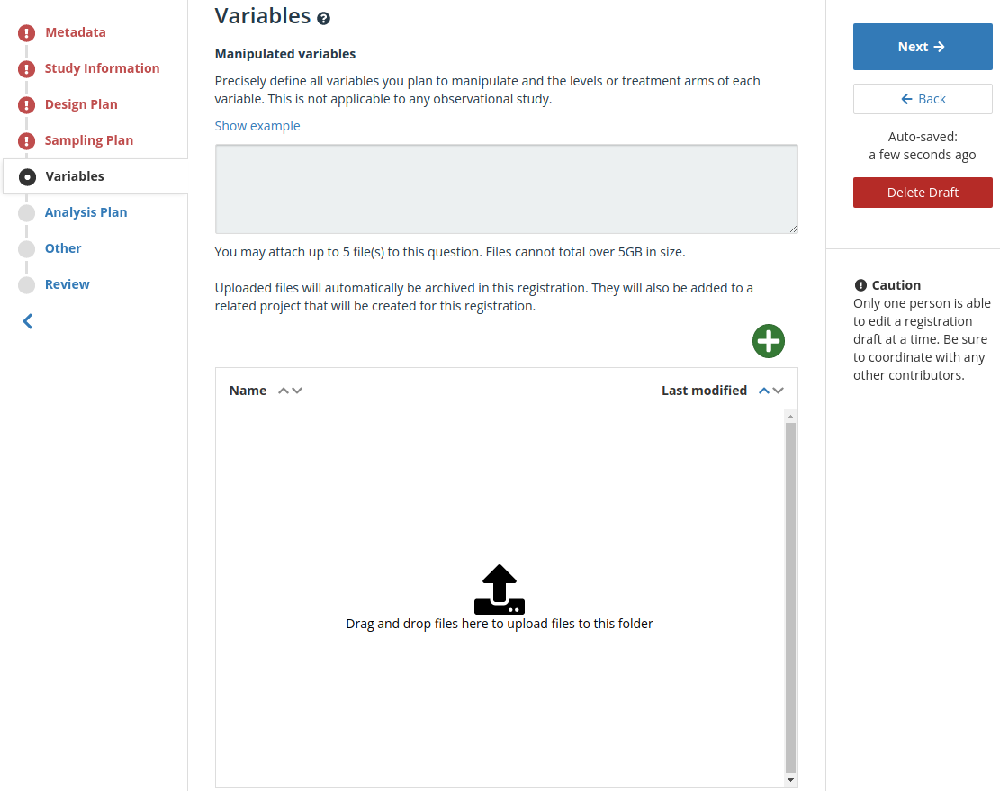 Metadata
Study Information
Design Plan
Sampling Plan
Variables
Analysis Plan
Other
Review
Variables
Manipulated variables
Precisely define all variables you plan to manipulate and the levels or treatment arms of each
variable. This is not applicable to any observational study.
Show example
You may attach up to 5 file(s) to this question. Files cannot total over 5GB in size.
Uploaded files will automatically be archived in this registration. They will also be added to a
related project that will be created for this registration.
Name
Last modified
Drag and drop files here to upload files to this folder
Next
Back
Auto-saved:
a few seconds ago
Delete Draft
Caution
Only one person is able
to edit a registration
draft at a time. Be sure
to coordinate with any
other contributors.